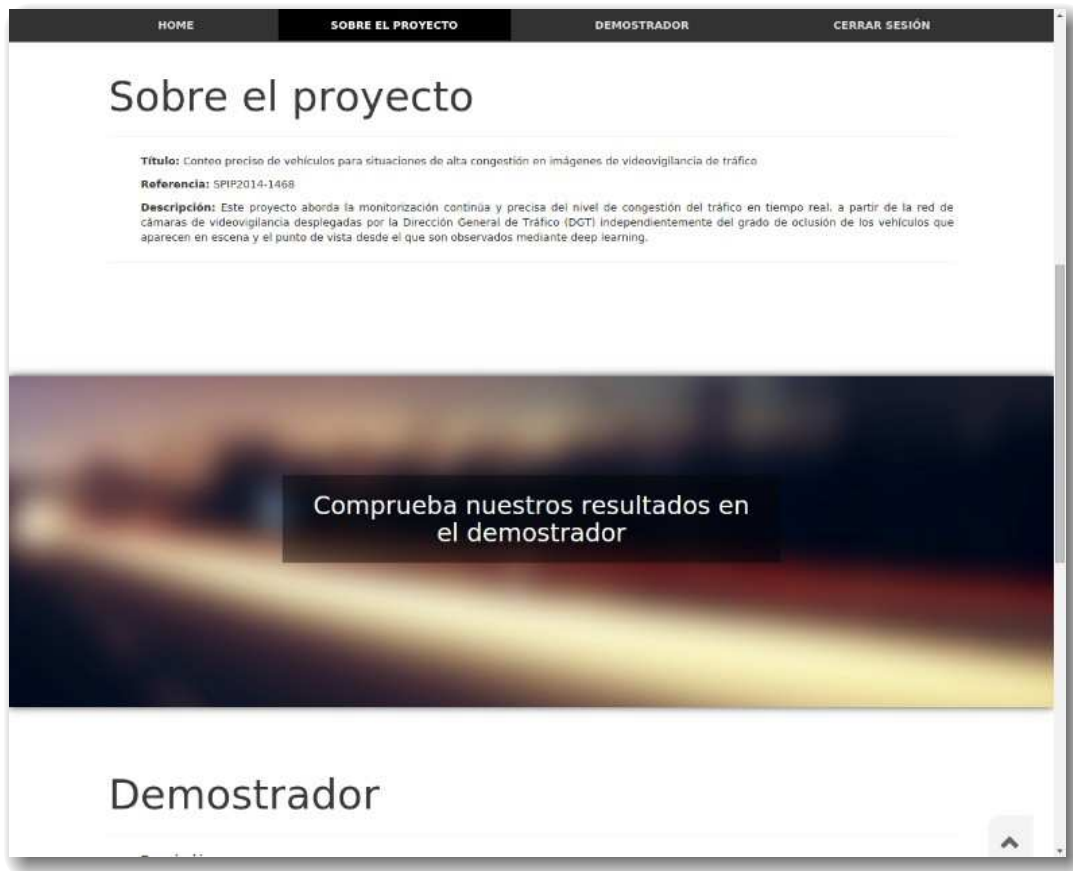 HOME SOBRE EL PROYECTO DEMOSTRADOR CERRAR SESIÓN
Sobre el proyecto
Título: Conteo preciso de vehículos para situaciones de alta congestión en imágenes de videovigilancia de tráfico
Referencia: SPIP2014-1468
Descripción: Este proyecto aborda la monitorización continúa y precisa del nivel de congestión del tráfico en tiempo real, a partir de la red de
cámaras de videovigilancia desplegadas por la Dirección General de Tráfico (DGT) independientemente del grado de oclusión de los vehículos que
aparecen en escena y el punto de vista desde el que son observados mediante deep learning.
Comprueba nuestros resultados en
el demostrador
Demostrador